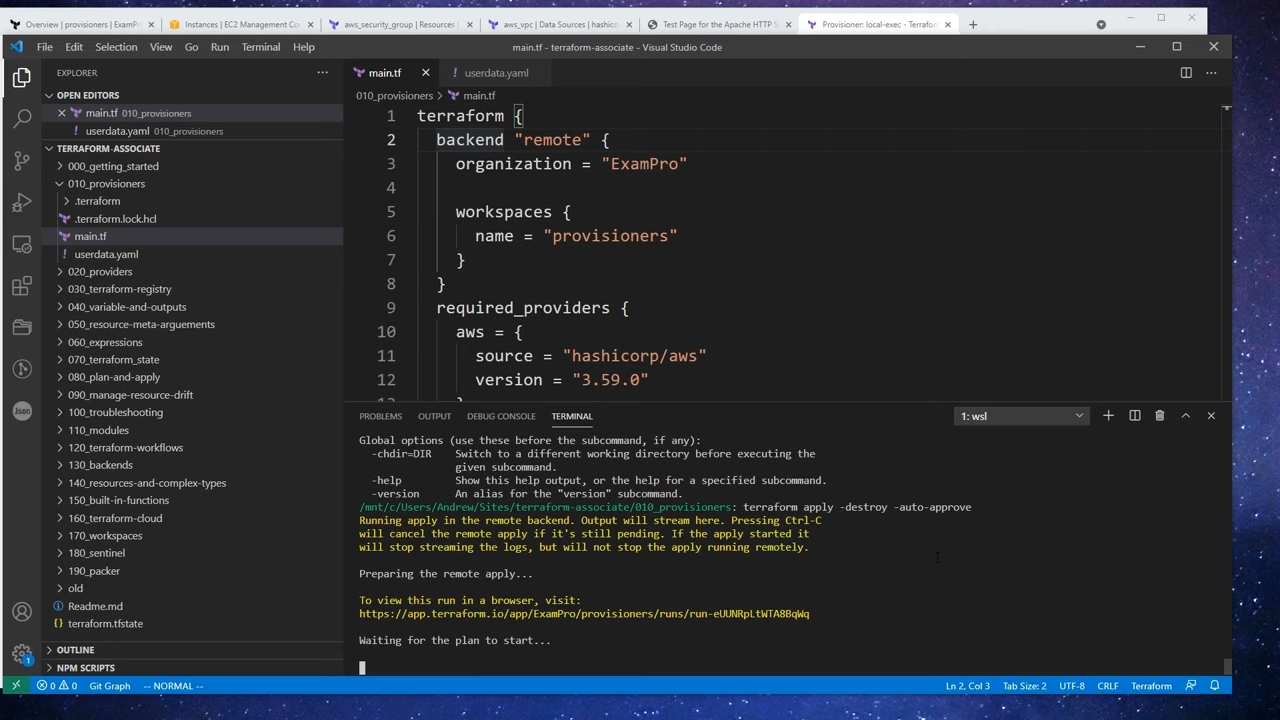 Overview | providers | ExamPr
Instances | EC2 Management Co
aws_security_group | Resources |
aws_vpc | Data Sources | hashico
Test Page for the Apache HTTP S
Provisioner: local-exec - Terraform
File Edit Selection View Go Run Terminal Help
main.tf - terraform-associate - Visual Studio Code
EXPLORER
OPEN EDITORS
main.tf 010_provisioners
userdata.yaml 010_provisioners
TERRAFORM-ASSOCIATE
000_getting_started
010_provisioners
.terraform
.terraform.lock.hcl
main.tf
userdata.yaml
020_providers
030_terraform-registry
040_variable-and-outputs
050_resource-meta-arguements
060_expressions
070_terraform_state
080_plan-and-apply
090_manage-resource-drift
100_troubleshooting
110_modules
120_terraform-workflows
130_backends
140_resources-and-complex-types
150_built-in-functions
160_terraform-cloud
170_workspaces
180_sentinel
190_packer
old
Readme.md
terraform.tfstate
OUTLINE
NPM SCRIPTS
main.tf
userdata.yaml
010_provisioners > main.tf
1 terraform {
2 backend "remote" {
3 organization = "ExamPro"
4
5 workspaces {
6 name = "provisioners"
7 }
8 }
9 required_providers {
10 aws = {
11 source = "hashicorp/aws"
12 version = "3.59.0"
PROBLEMS OUTPUT DEBUG CONSOLE TERMINAL
1: wsl
Global options (use these before the subcommand, if any):
-chdir=DIR Switch to a different working directory before executing the
given subcommand.
-help Show this help output, or the help for a specified subcommand.
-version An alias for the "version" subcommand.
/mnt/c/Users/Andrew/Sites/terraform-associate/010_provisioners: terraform apply -destroy -auto-approve
Running apply in the remote backend. Output will stream here. Pressing Ctrl-C
will cancel the remote apply if it's still pending. If the apply started it
will stop streaming the logs, but will not stop the apply running remotely.
Preparing the remote apply...
To view this run in a browser, visit:
https://app.terraform.io/app/ExamPro/provisioners/runs/run-eUUNRpLtWTA8BqWq
Waiting for the plan to start...
Json
1
0 0 Git Graph -- NORMAL --
Ln 2, Col 3 Tab Size: 2 UTF-8 CRLF Terraform